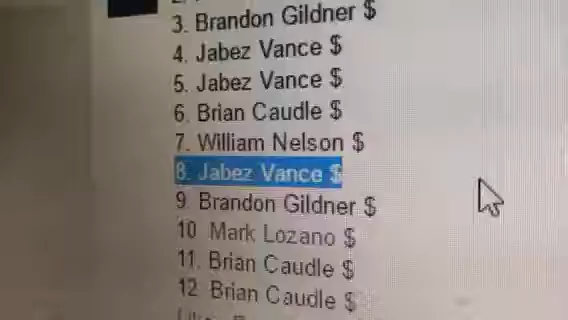 3. Brandon Gildner $
4. Jabez Vance $
5. Jabez Vance $
6. Brian Caudle $
7. William Nelson $
8. Jabez Vance $
9. Brandon Gildner $
10. Mark Lozano $
11. Brian Caudle $
12. Brian Caudle $